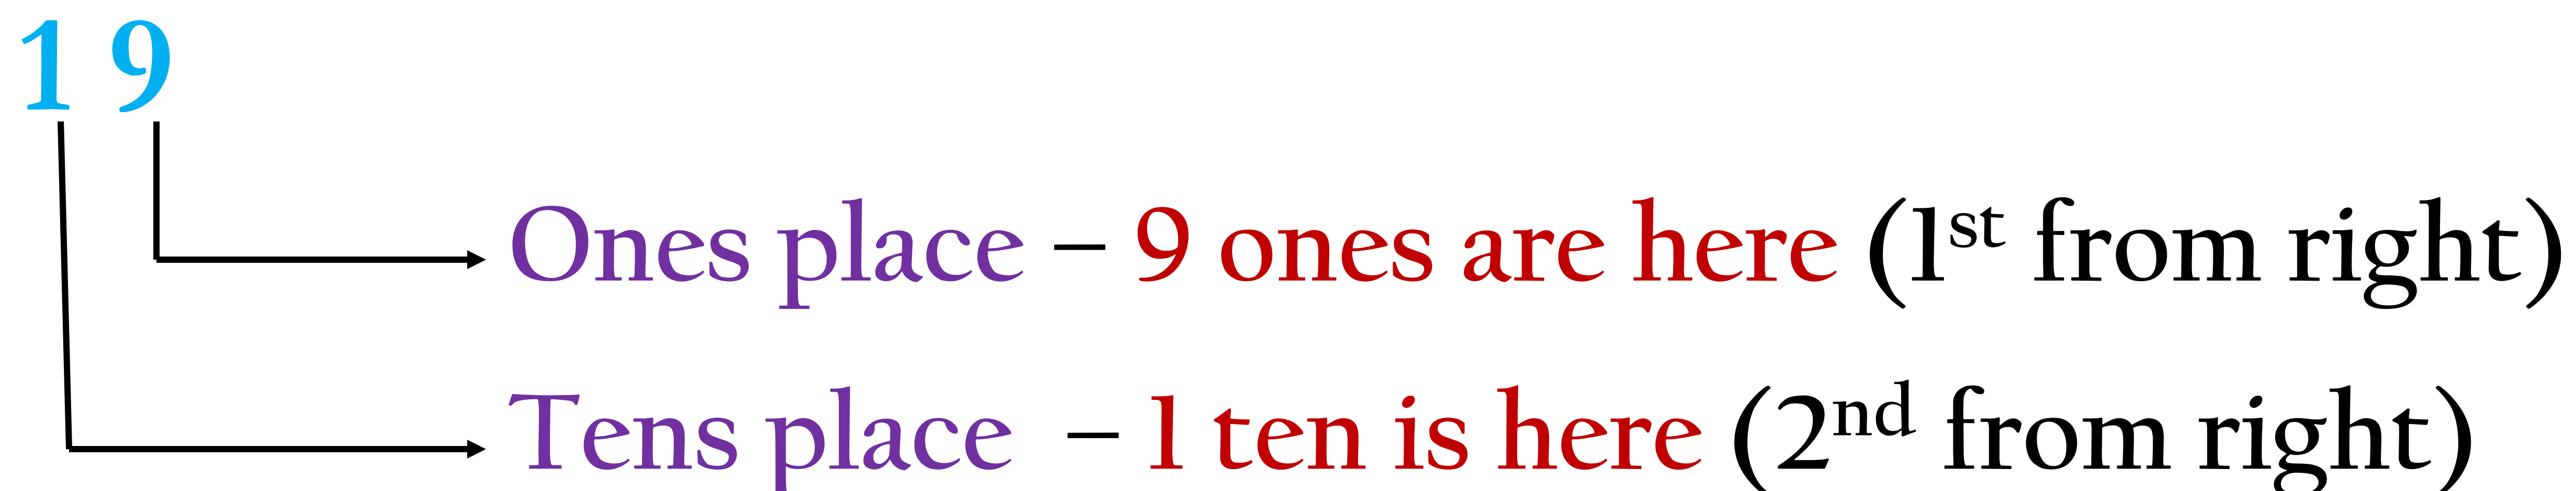 1 9
Ones place – 9 ones are here (1st from right)
Tens place – 1 ten is here (2nd from right)